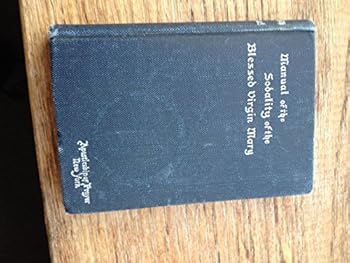 Manual of the
Sodality of the
Blessed Virgin Mary
Apostleship of Prayer
New York